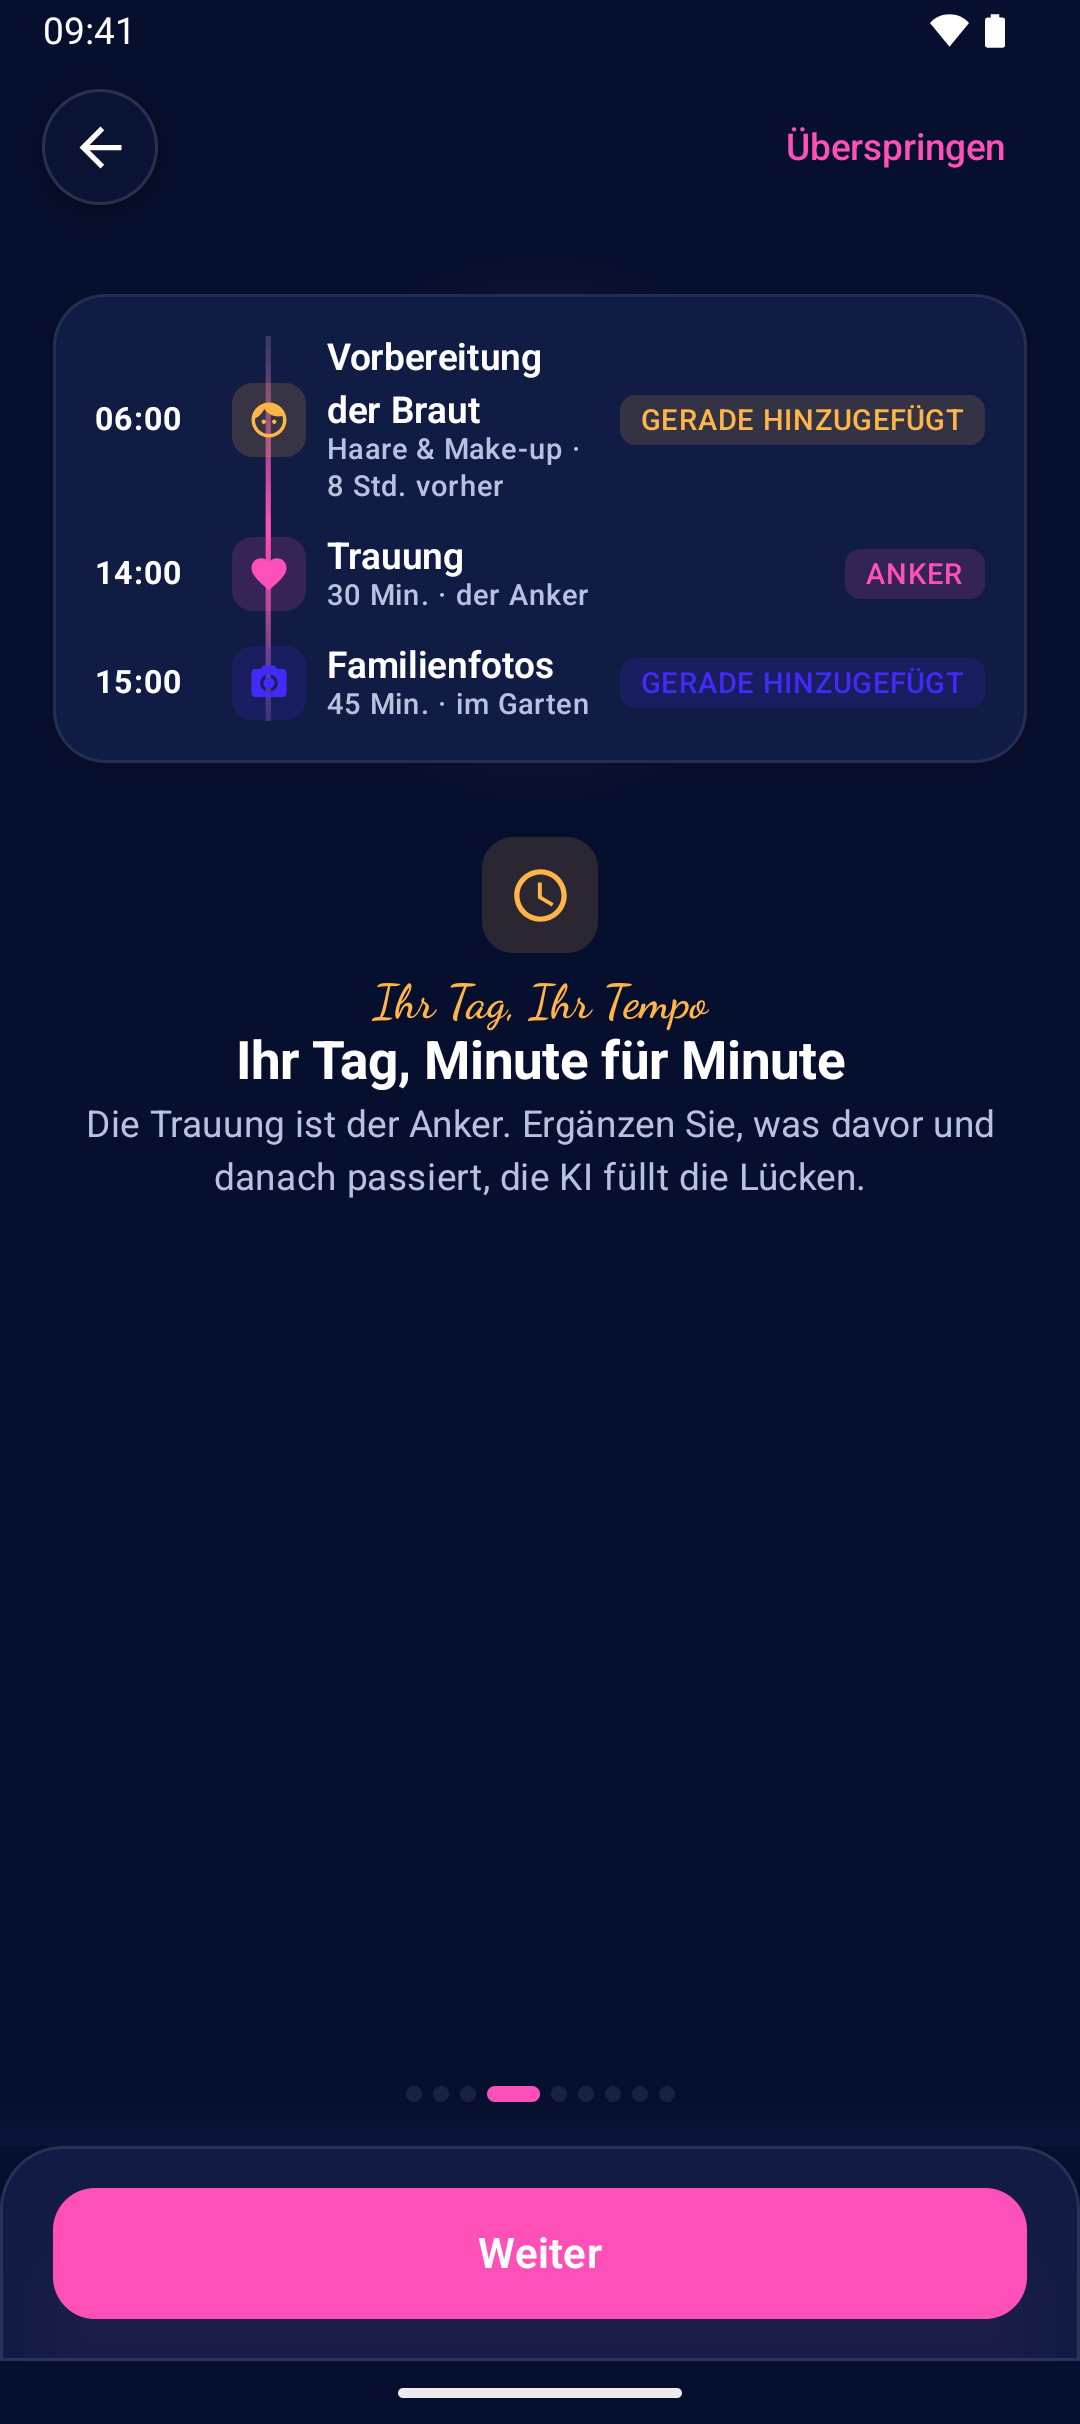 09:41
Überspringen
06:00
Vorbereitung
der Braut
Haare & Make-up ·
8 Std. vorher
GERADE HINZUGEFÜGT
14:00
Trauung
30 Min. · der Anker
ANKER
15:00
Familienfotos
45 Min. · im Garten
GERADE HINZUGEFÜGT
Ihr Tag, Ihr Tempo
Ihr Tag, Minute für Minute
Die Trauung ist der Anker. Ergänzen Sie, was davor und
danach passiert, die KI füllt die Lücken.
Weiter